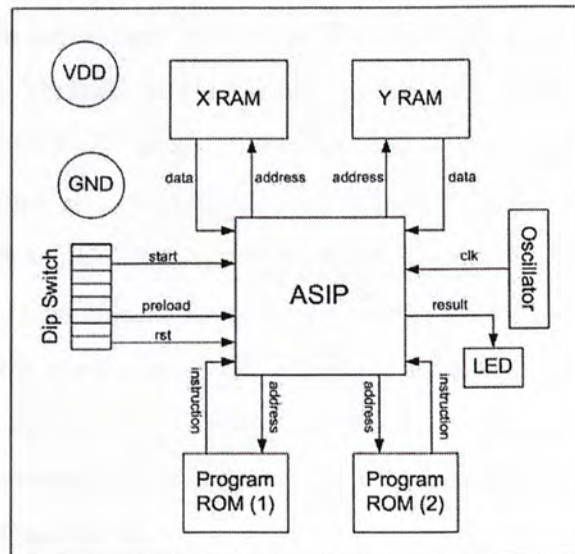 VDD
X RAM
Y RAM
GND
data
address
address
data
Dip Switch
start
preload
rst
ASIP
clk
Oscillator
result
LED
instruction
address
address
instruction
Program
ROM (1)
Program
ROM (2)